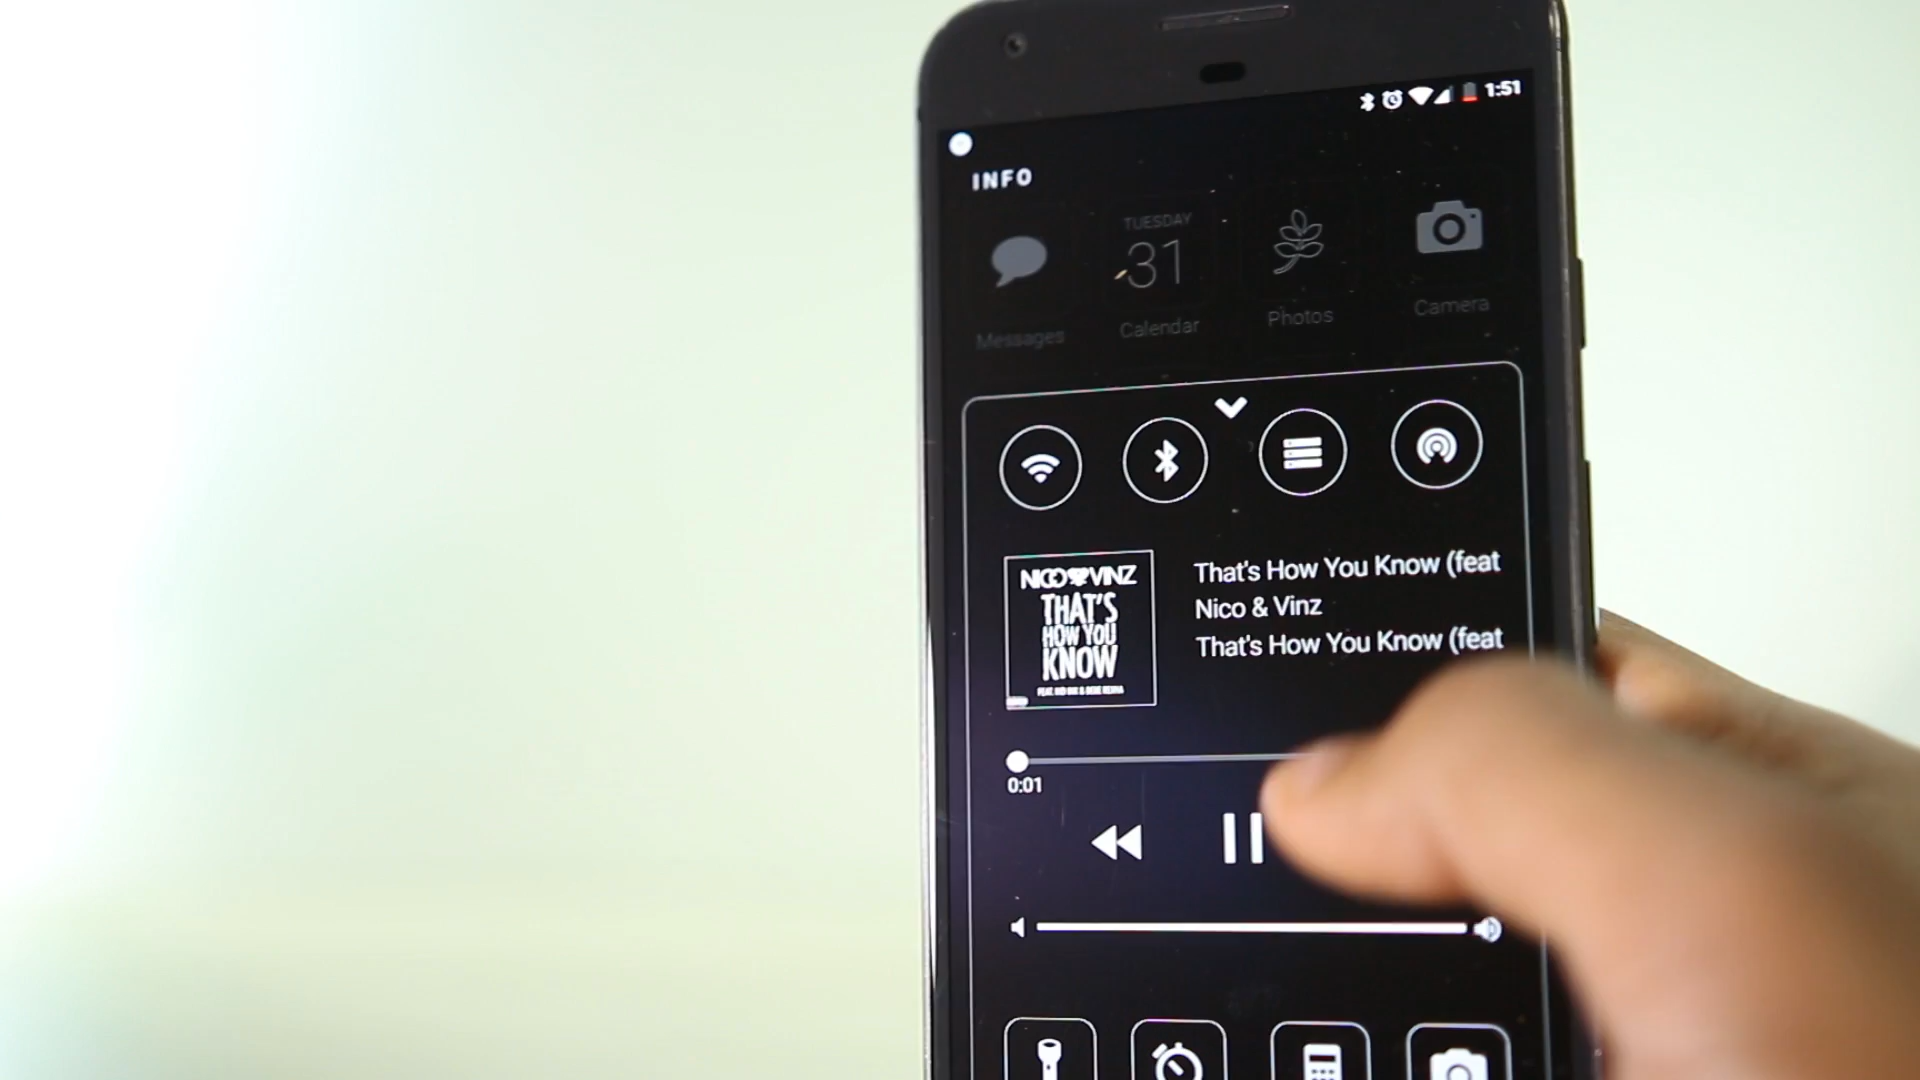 1:51
INFO
TUESDAY
31
Messages
Calendar
Photos
Camera
NICO VINZ
THAT'S
HOW YOU
KNOW
That's How You Know (feat
Nico & Vinz
That's How You Know (feat
0:01